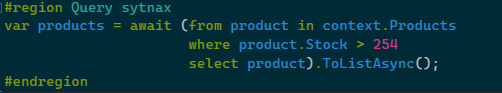 #region Query sytnax
var products = await (from product in context.Products
where product.Stock > 254
select product).ToListAsync();
#endregion